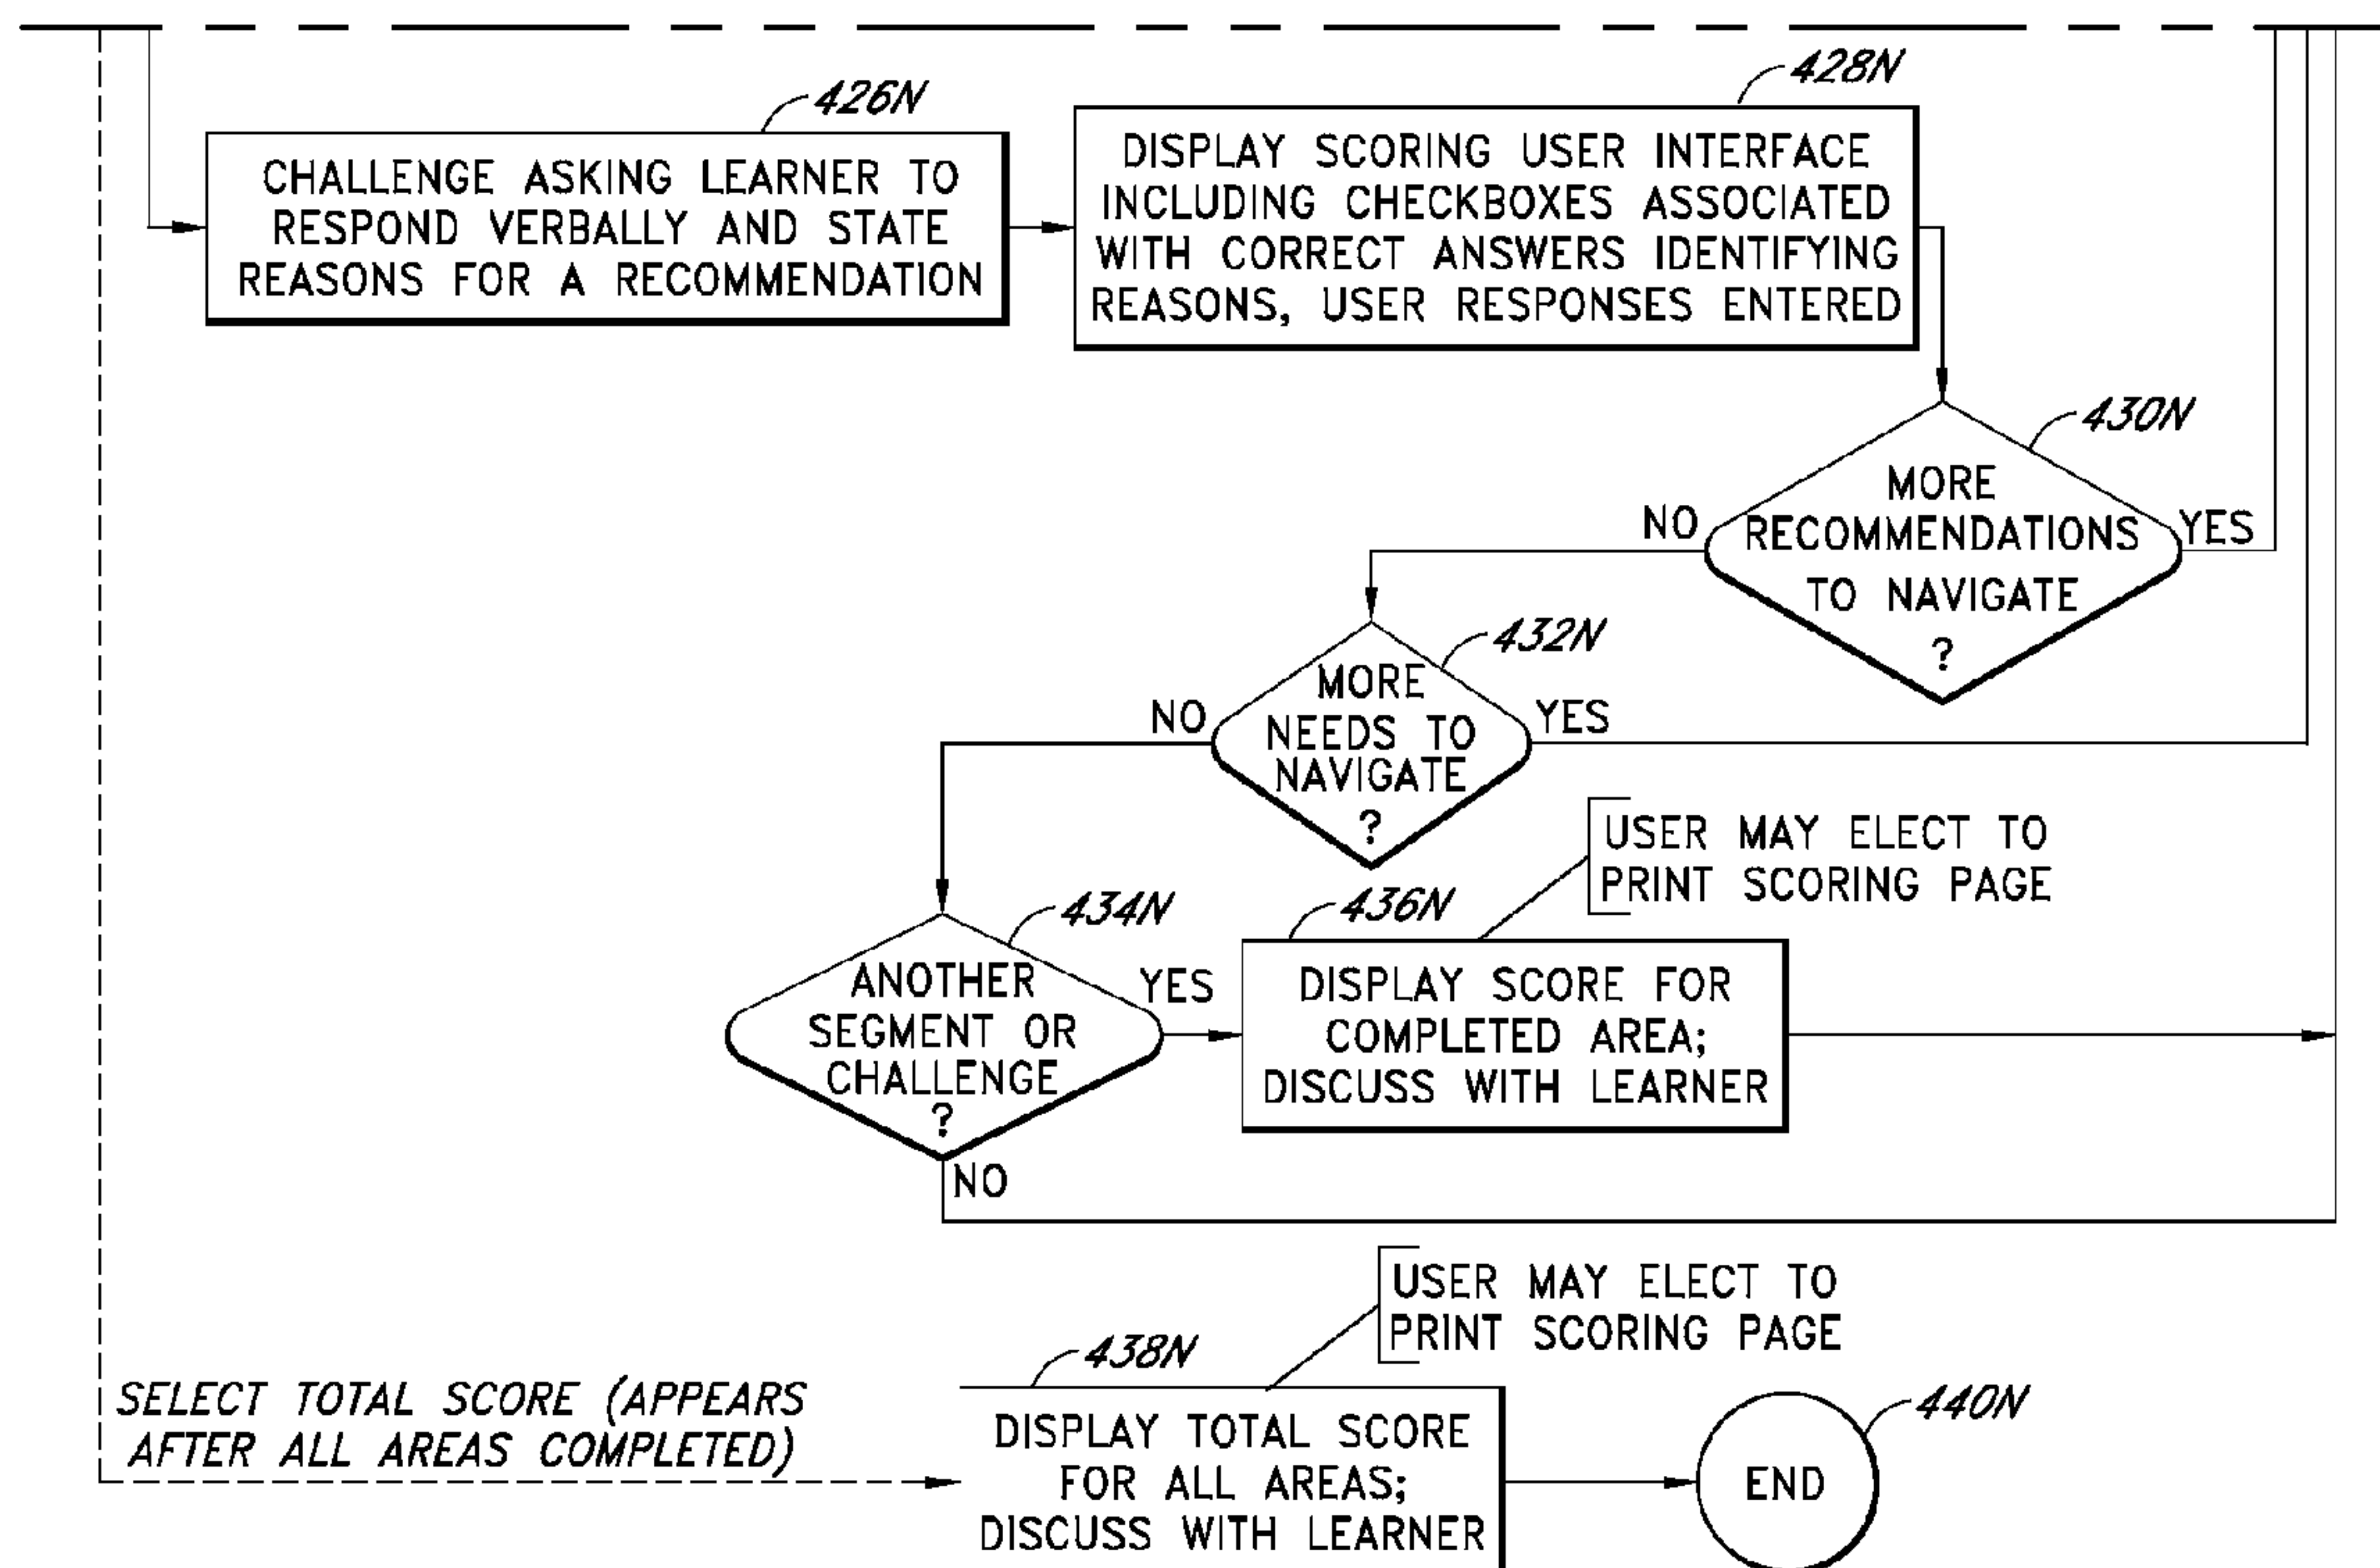 426N
CHALLENGE ASKING LEARNER TO
RESPOND VERBALLY AND STATE
REASONS FOR A RECOMMENDATION
428N
DISPLAY SCORING USER INTERFACE
INCLUDING CHECKBOXES ASSOCIATED
WITH CORRECT ANSWERS IDENTIFYING
REASONS, USER RESPONSES ENTERED
430N
MORE
RECOMMENDATIONS
TO NAVIGATE
?
NO
YES
432N
MORE
NEEDS TO
NAVIGATE
?
NO
YES
434N
ANOTHER
SEGMENT OR
CHALLENGE
?
YES
NO
436N
USER MAY ELECT TO
PRINT SCORING PAGE
DISPLAY SCORE FOR
COMPLETED AREA;
DISCUSS WITH LEARNER
USER MAY ELECT TO
PRINT SCORING PAGE
SELECT TOTAL SCORE (APPEARS
AFTER ALL AREAS COMPLETED)
438N
DISPLAY TOTAL SCORE
FOR ALL AREAS;
DISCUSS WITH LEARNER
440N
END